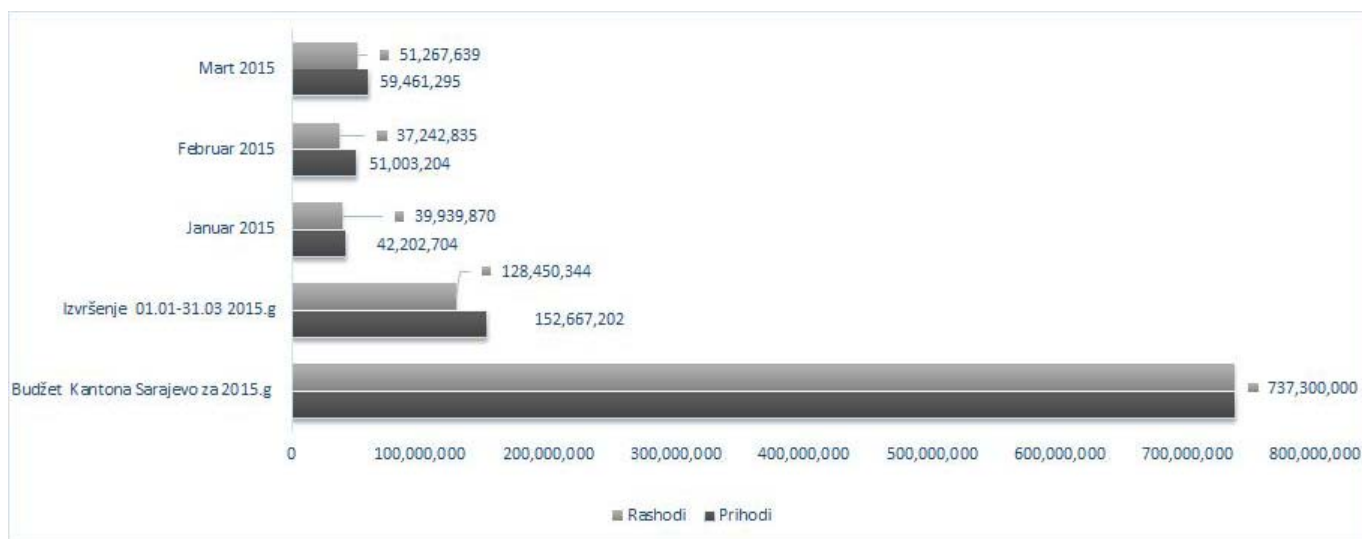 51,267,639
Mart 2015
59,461,295
37,242,835
Februar 2015
51,003,204
39,939,870
Januar 2015
42,202,704
128,450,344
Izvršenje 01.01-31.03 2015.g
152,667,202
Budžet Kantona Sarajevo za 2015.g
737,300,000
0 100,000,000 200,000,000 300,000,000 400,000,000 500,000,000 600,000,000 700,000,000 800,000,000
Rashodi Prihodi